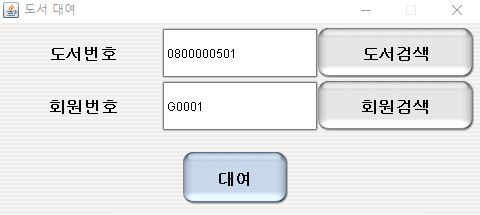 도서 대여
도서번호 0800000501 도서검색
회원번호 G0001 회원검색
대여